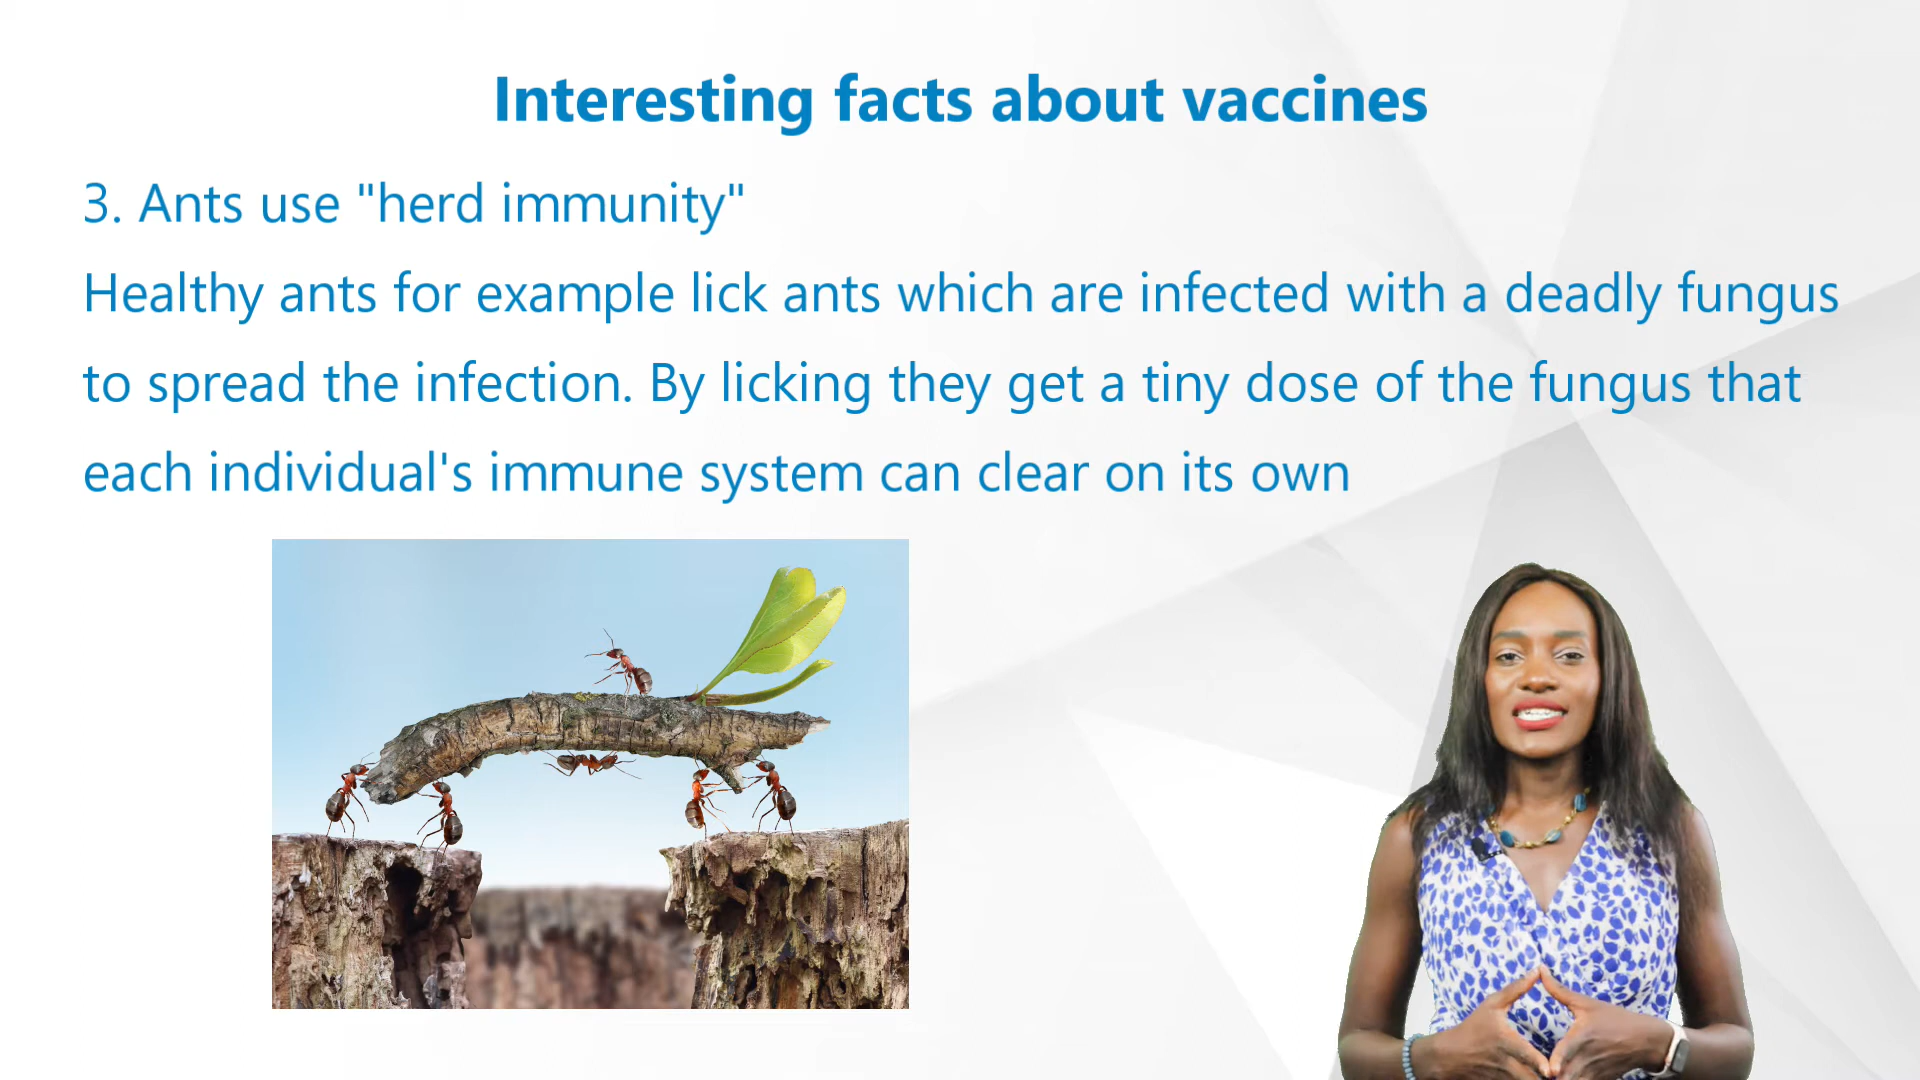 Interesting facts about vaccines
3. Ants use "herd immunity"
Healthy ants for example lick ants which are infected with a deadly fungus
to spread the infection. By licking they get a tiny dose of the fungus that
each individual's immune system can clear on its own